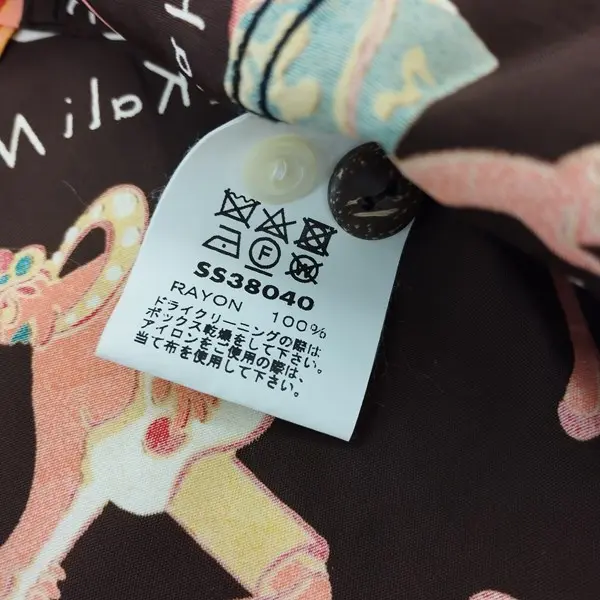 Kaliw
F
W
SS38040
RAYON 100%
ドライクリーニングの際は
ボックス乾燥をして下さい。
アイロンをご使用の際は、
当て布を使用して下さい。